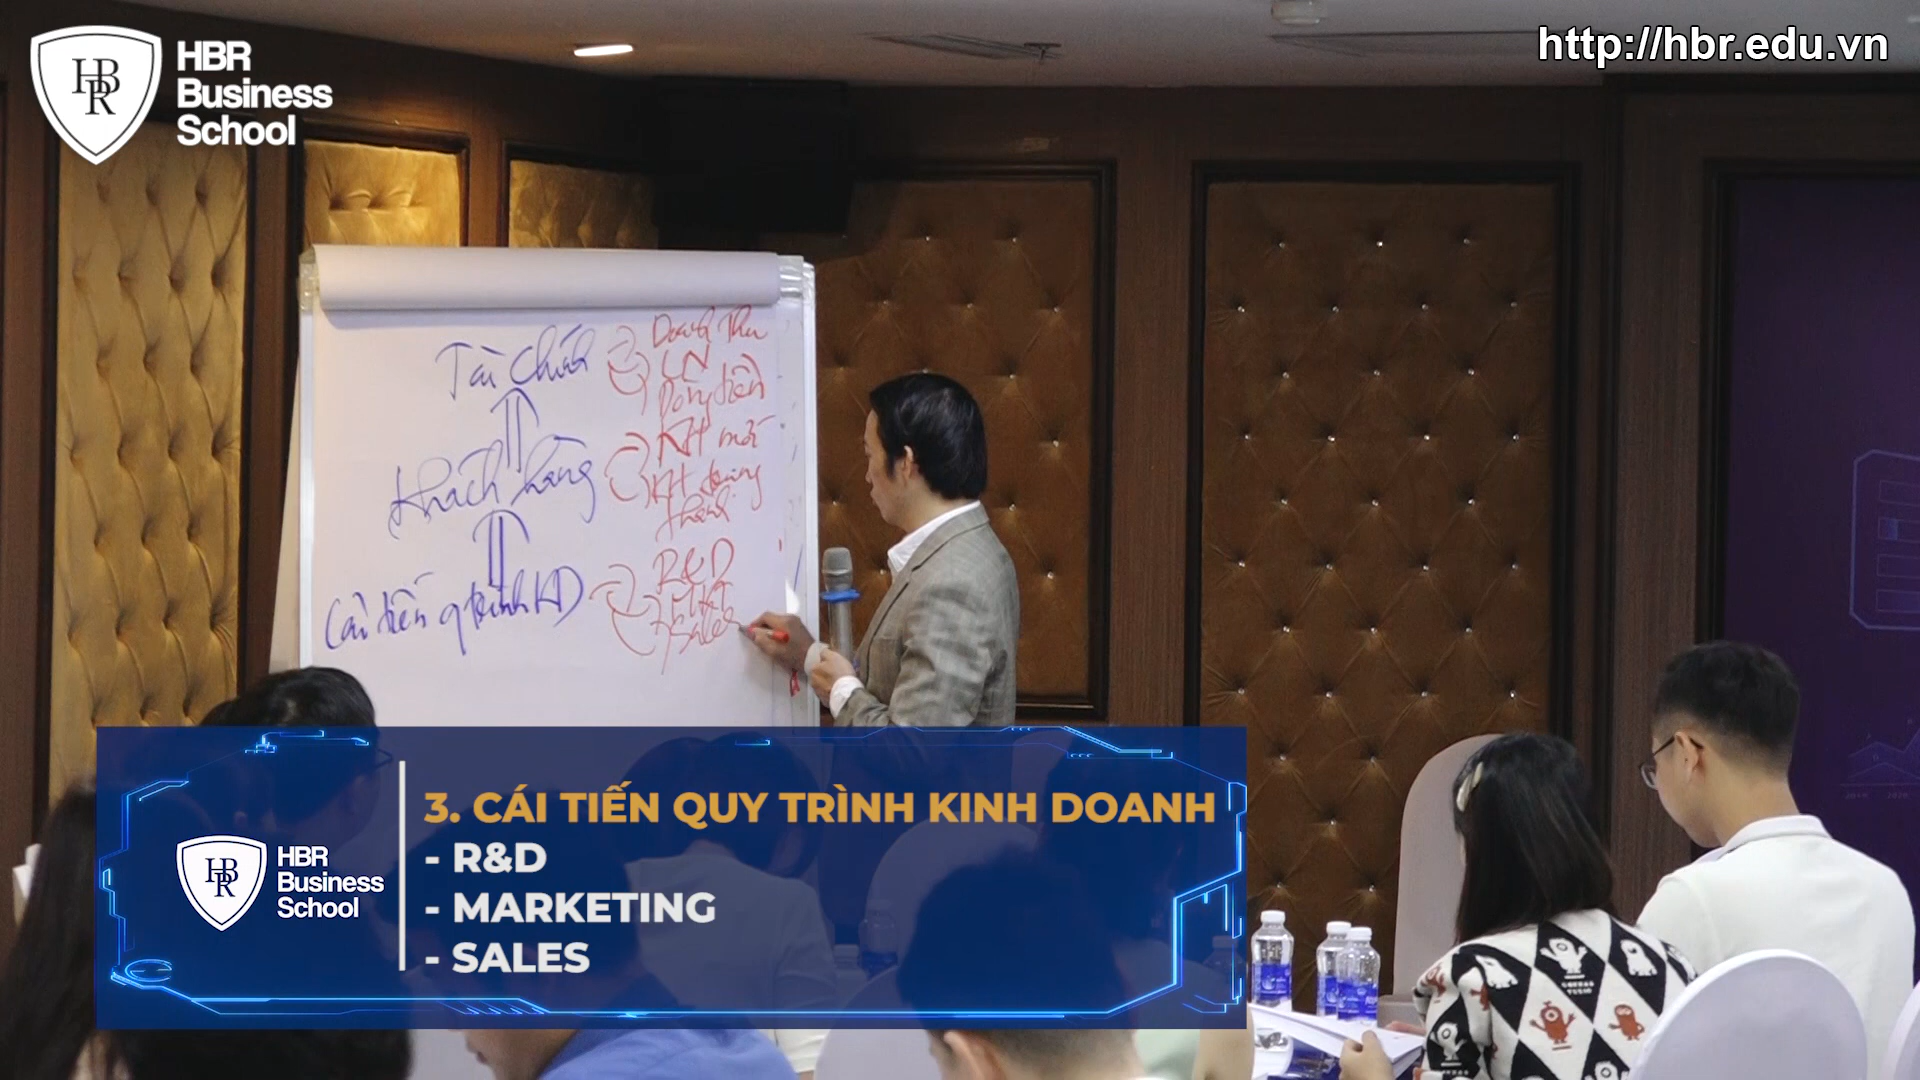 HBR
Business
School
http://hbr.edu.vn
Tài chính
Doanh Thu
LN
Dòng tiền
Khách hàng
KH mới
KH trung
thành
Cải tiến q trình KD
R&D
MKT
Sales
3. CÁI TIẾN QUY TRÌNH KINH DOANH
- R&D
- MARKETING
- SALES
HBR
Business
School